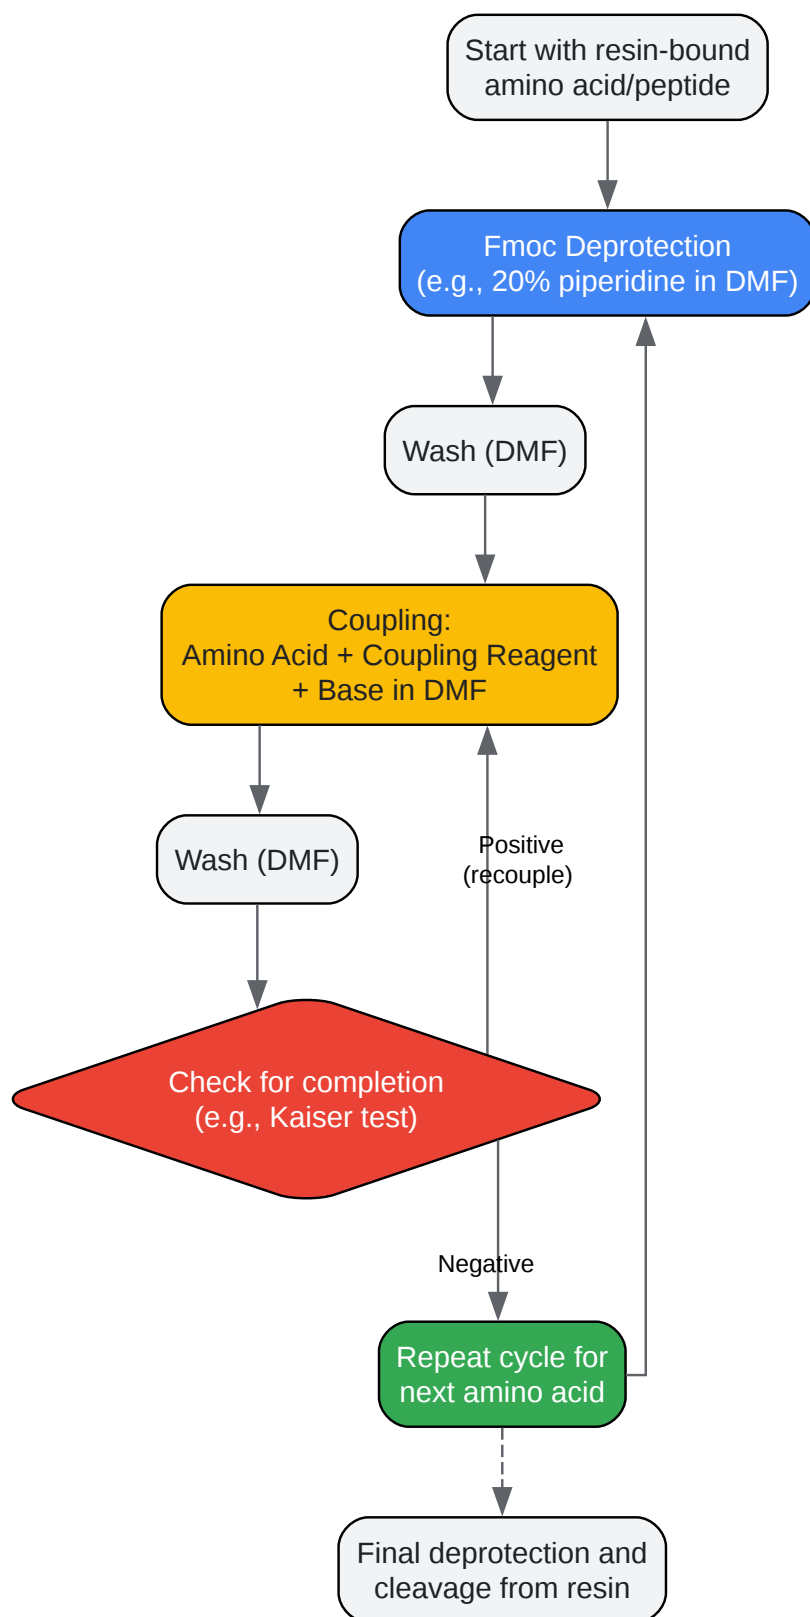 Start with resin-bound
amino acid/peptide
Fmoc Deprotection
(e.g., 20% piperidine in DMF)
Wash (DMF)
Coupling:
Amino Acid + Coupling Reagent
+ Base in DMF
Wash (DMF)
Positive
(recouple)
Check for completion
(e.g., Kaiser test)
Negative
Repeat cycle for
next amino acid
Final deprotection and
cleavage from resin